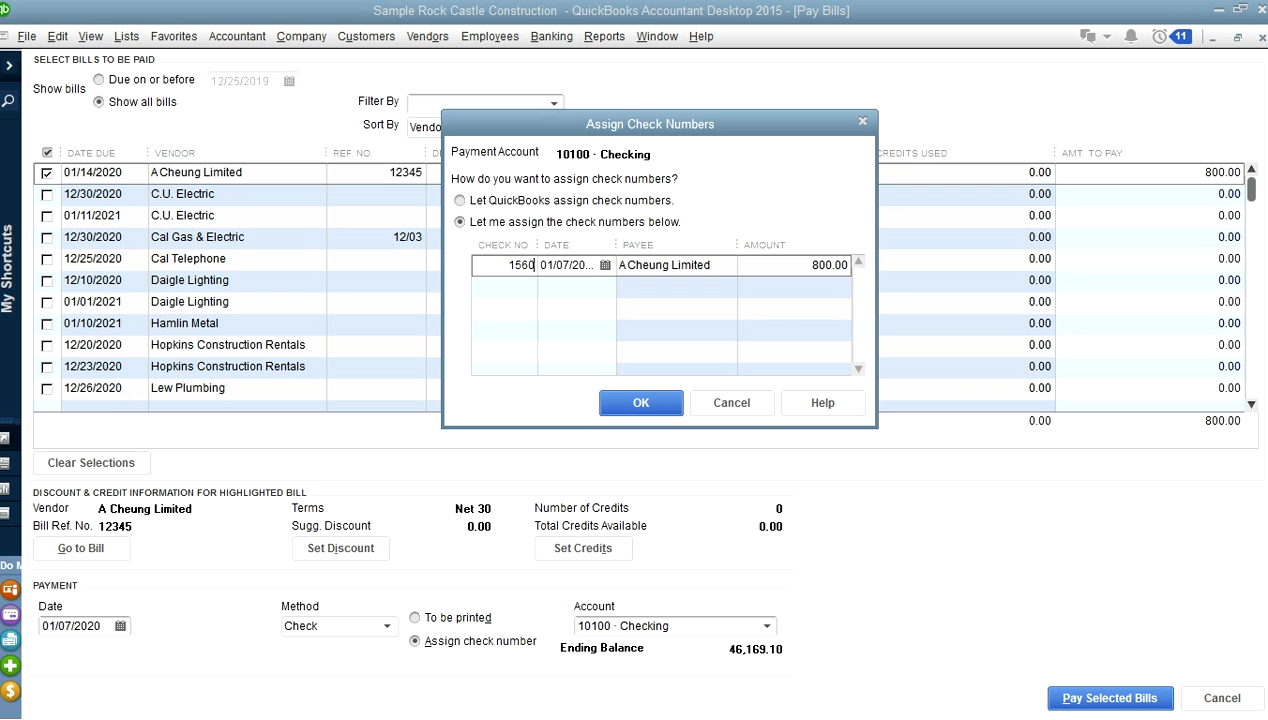 Sample Rock Castle Construction - QuickBooks Accountant Desktop 2015 - [Pay Bills]
File Edit View Lists Favorites Accountant Company Customers Vendors Employees Banking Reports Window Help 11
SELECT BILLS TO BE PAID
Show bills Due on or before 12/25/2019
Show all bills
Filter By
Sort By Vendo
DATE DUE VENDOR REF. NO. CREDITS USED AMT. TO PAY
01/14/2020 A Cheung Limited 12345 0.00 800.00
12/30/2020 C.U. Electric 0.00 0.00
01/11/2021 C.U. Electric 0.00 0.00
12/30/2020 Cal Gas & Electric 12/03 0.00 0.00
12/25/2020 Cal Telephone 0.00 0.00
12/10/2020 Daigle Lighting 0.00 0.00
01/01/2021 Daigle Lighting 0.00 0.00
01/10/2021 Hamlin Metal 0.00 0.00
12/20/2020 Hopkins Construction Rentals 0.00 0.00
12/23/2020 Hopkins Construction Rentals 0.00 0.00
12/26/2020 Lew Plumbing 0.00 0.00
0.00 800.00
Assign Check Numbers
Payment Account 10100 · Checking
How do you want to assign check numbers?
Let QuickBooks assign check numbers.
Let me assign the check numbers below.
CHECK NO. DATE PAYEE AMOUNT
1560 01/07/20... A Cheung Limited 800.00
OK Cancel Help
Clear Selections
DISCOUNT & CREDIT INFORMATION FOR HIGHLIGHTED BILL
Vendor A Cheung Limited Terms Net 30 Number of Credits 0
Bill Ref. No. 12345 Sugg. Discount 0.00 Total Credits Available 0.00
Go to Bill Set Discount Set Credits
PAYMENT
Date Method Account
01/07/2020 Check To be printed 10100 · Checking
Assign check number Ending Balance 46,169.10
Pay Selected Bills Cancel
My Shortcuts
Do M